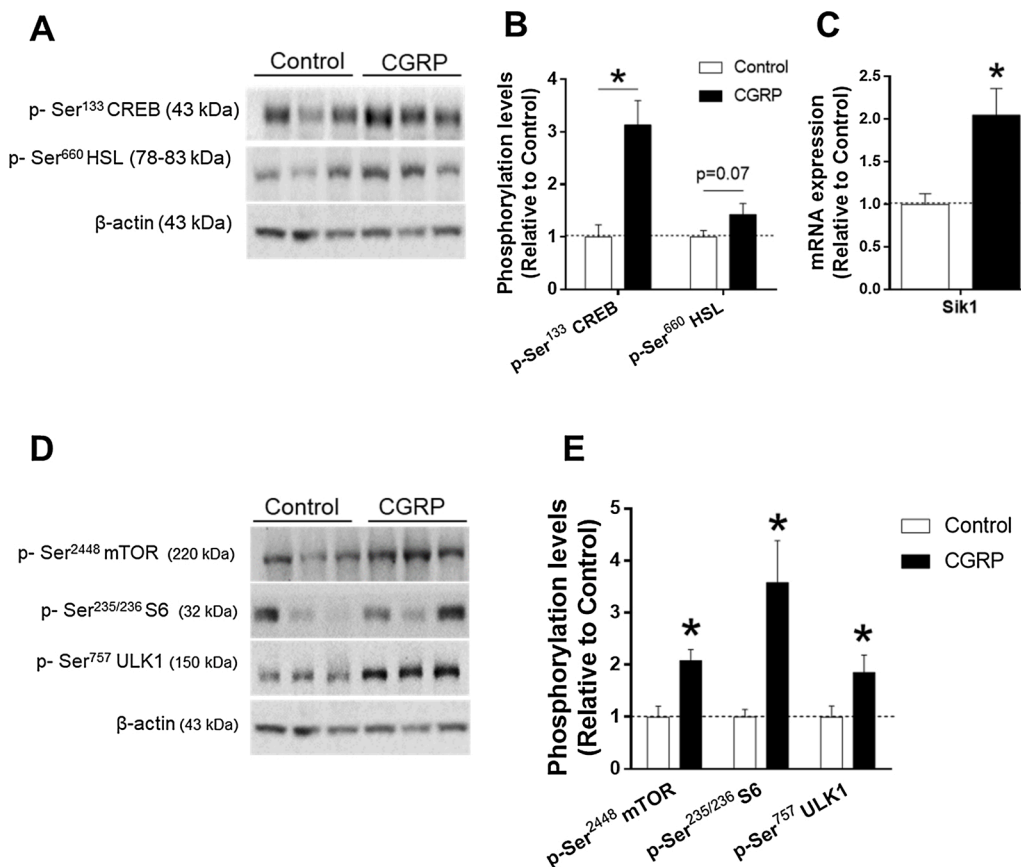 A
Control CGRP
p- Ser133 CREB (43 kDa)
p- Ser660 HSL (78-83 kDa)
β-actin (43 kDa)
B
Phosphorylation levels
(Relative to Control)
4
3
2
1
0
*
p=0.07
Control
CGRP
p-Ser133 CREB
p-Ser660 HSL
C
mRNA expression
(Relative to Control)
2.5
2.0
1.5
1.0
0.5
0.0
*
Sik1
D
Control CGRP
p- Ser2448 mTOR (220 kDa)
p- Ser235/236 S6 (32 kDa)
p- Ser757 ULK1 (150 kDa)
β-actin (43 kDa)
E
Phosphorylation levels
(Relative to Control)
5
4
3
2
1
0
*
*
*
Control
CGRP
p-Ser2448 mTOR
p-Ser235/236 S6
p-Ser757 ULK1